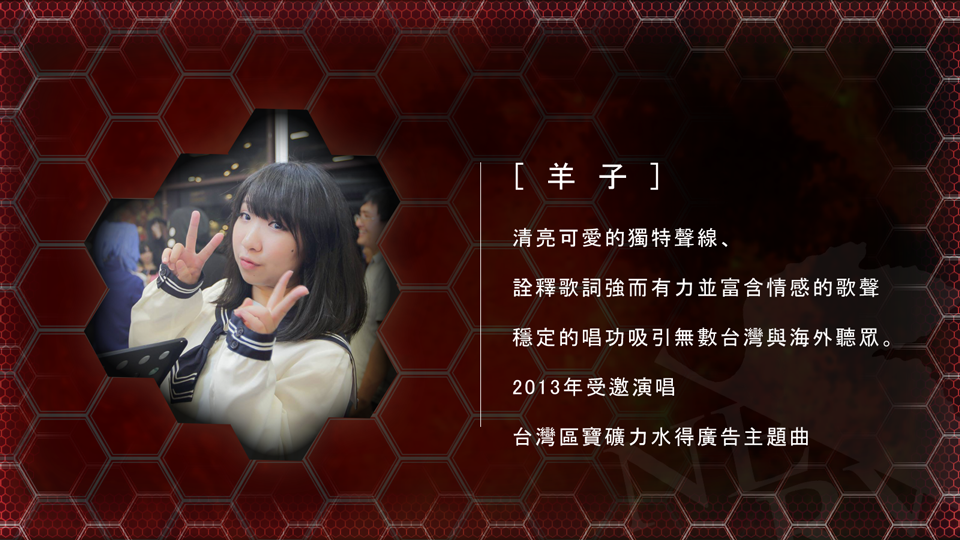 [ 羊 子 ]
清亮可愛的獨特聲線、
詮釋歌詞強而有力並富含情感的歌聲
穩定的唱功吸引無數台灣與海外聽眾。
2013年受邀演唱
台灣區寶礦力水得廣告主題曲